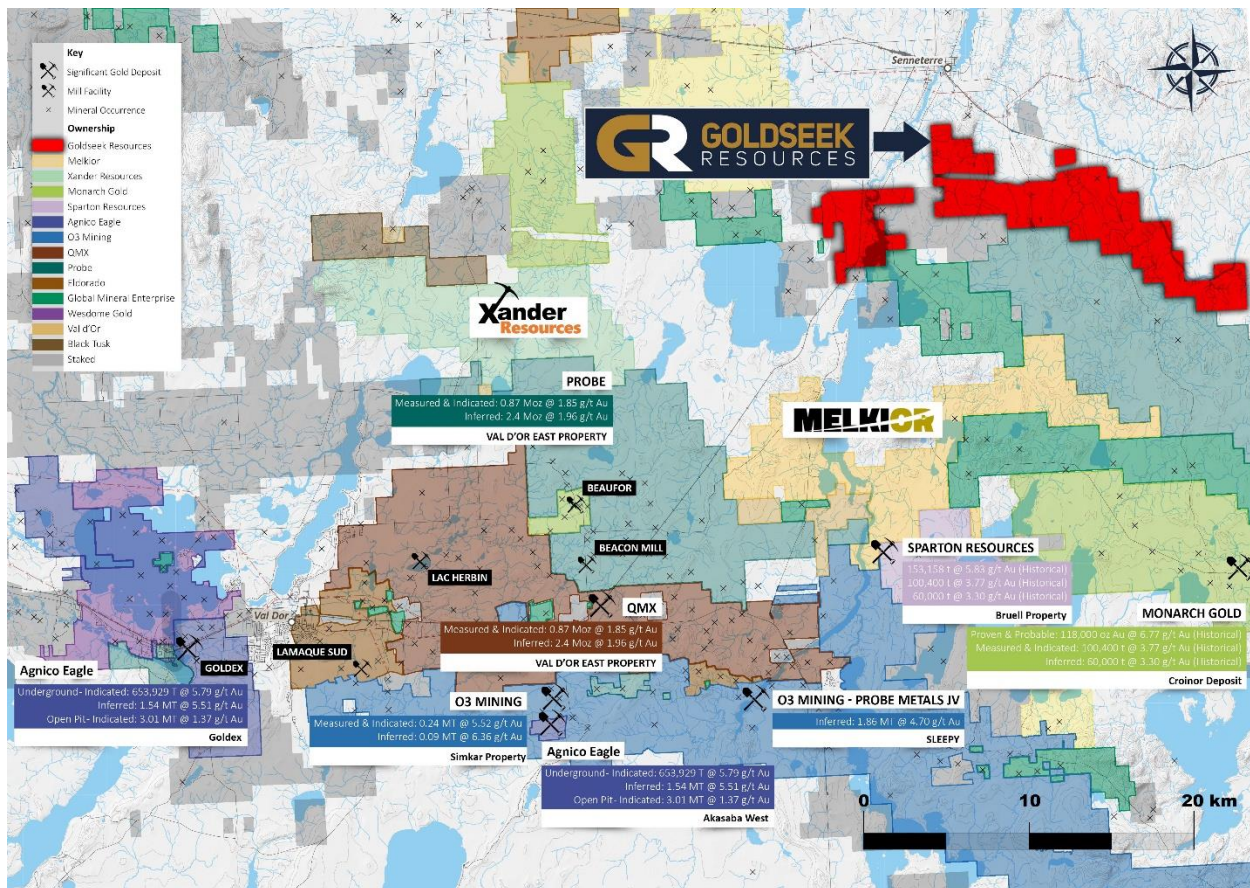 Key
Significant Gold Deposit
Mill Facility
Mineral Occurrence
Ownership
Goldseek Resources
Melkior
Xander Resources
Monarch Gold
Sparton Resources
Agnico Eagle
O3 Mining
QMX
Probe
Eldorado
Global Mineral Enterprise
Wesdome Gold
Val d'Or
Black Tusk
Staked
Senneterre
GR GOLDSEEK
RESOURCES
Xander
Resources
PROBE
Measured & Indicated: 0.87 Moz @ 1.85 g/t Au
Inferred: 2.4 Moz @ 1.96 g/t Au
VAL D'OR EAST PROPERTY
MELKIOR
BEAUFOR
BEACON MILL
LAC HERBIN
SPARTON RESOURCES
153,158 t @ 5.83 g/t Au (Historical)
100,400 t @ 3.77 g/t Au (Historical)
60,000 t @ 3.30 g/t Au (Historical)
Bruell Property
QMX
Measured & Indicated: 0.87 Moz @ 1.85 g/t Au
Inferred: 2.4 Moz @ 1.96 g/t Au
VAL D'OR EAST PROPERTY
MONARCH GOLD
Proven & Probable: 118,000 oz Au @ 6.77 g/t Au (Historical)
Measured & Indicated: 100,400 t @ 3.77 g/t Au (Historical)
Inferred: 60,000 t @ 3.30 g/t Au (Historical)
Croinor Deposit
Val Dor
LAMAQUE SUD
GOLDEX
Agnico Eagle
Underground- Indicated: 653,929 T @ 5.79 g/t Au
Inferred: 1.54 MT @ 5.51 g/t Au
Open Pit- Indicated: 3.01 MT @ 1.37 g/t Au
Goldex
O3 MINING
Measured & Indicated: 0.24 MT @ 5.52 g/t Au
Inferred: 0.09 MT @ 6.36 g/t Au
Simkar Property
O3 MINING - PROBE METALS JV
Inferred: 1.86 MT @ 4.70 g/t Au
SLEEPY
Agnico Eagle
Underground- Indicated: 653,929 T @ 5.79 g/t Au
Inferred: 1.54 MT @ 5.51 g/t Au
Open Pit- Indicated: 3.01 MT @ 1.37 g/t Au
Akasaba West
0 10 20 km